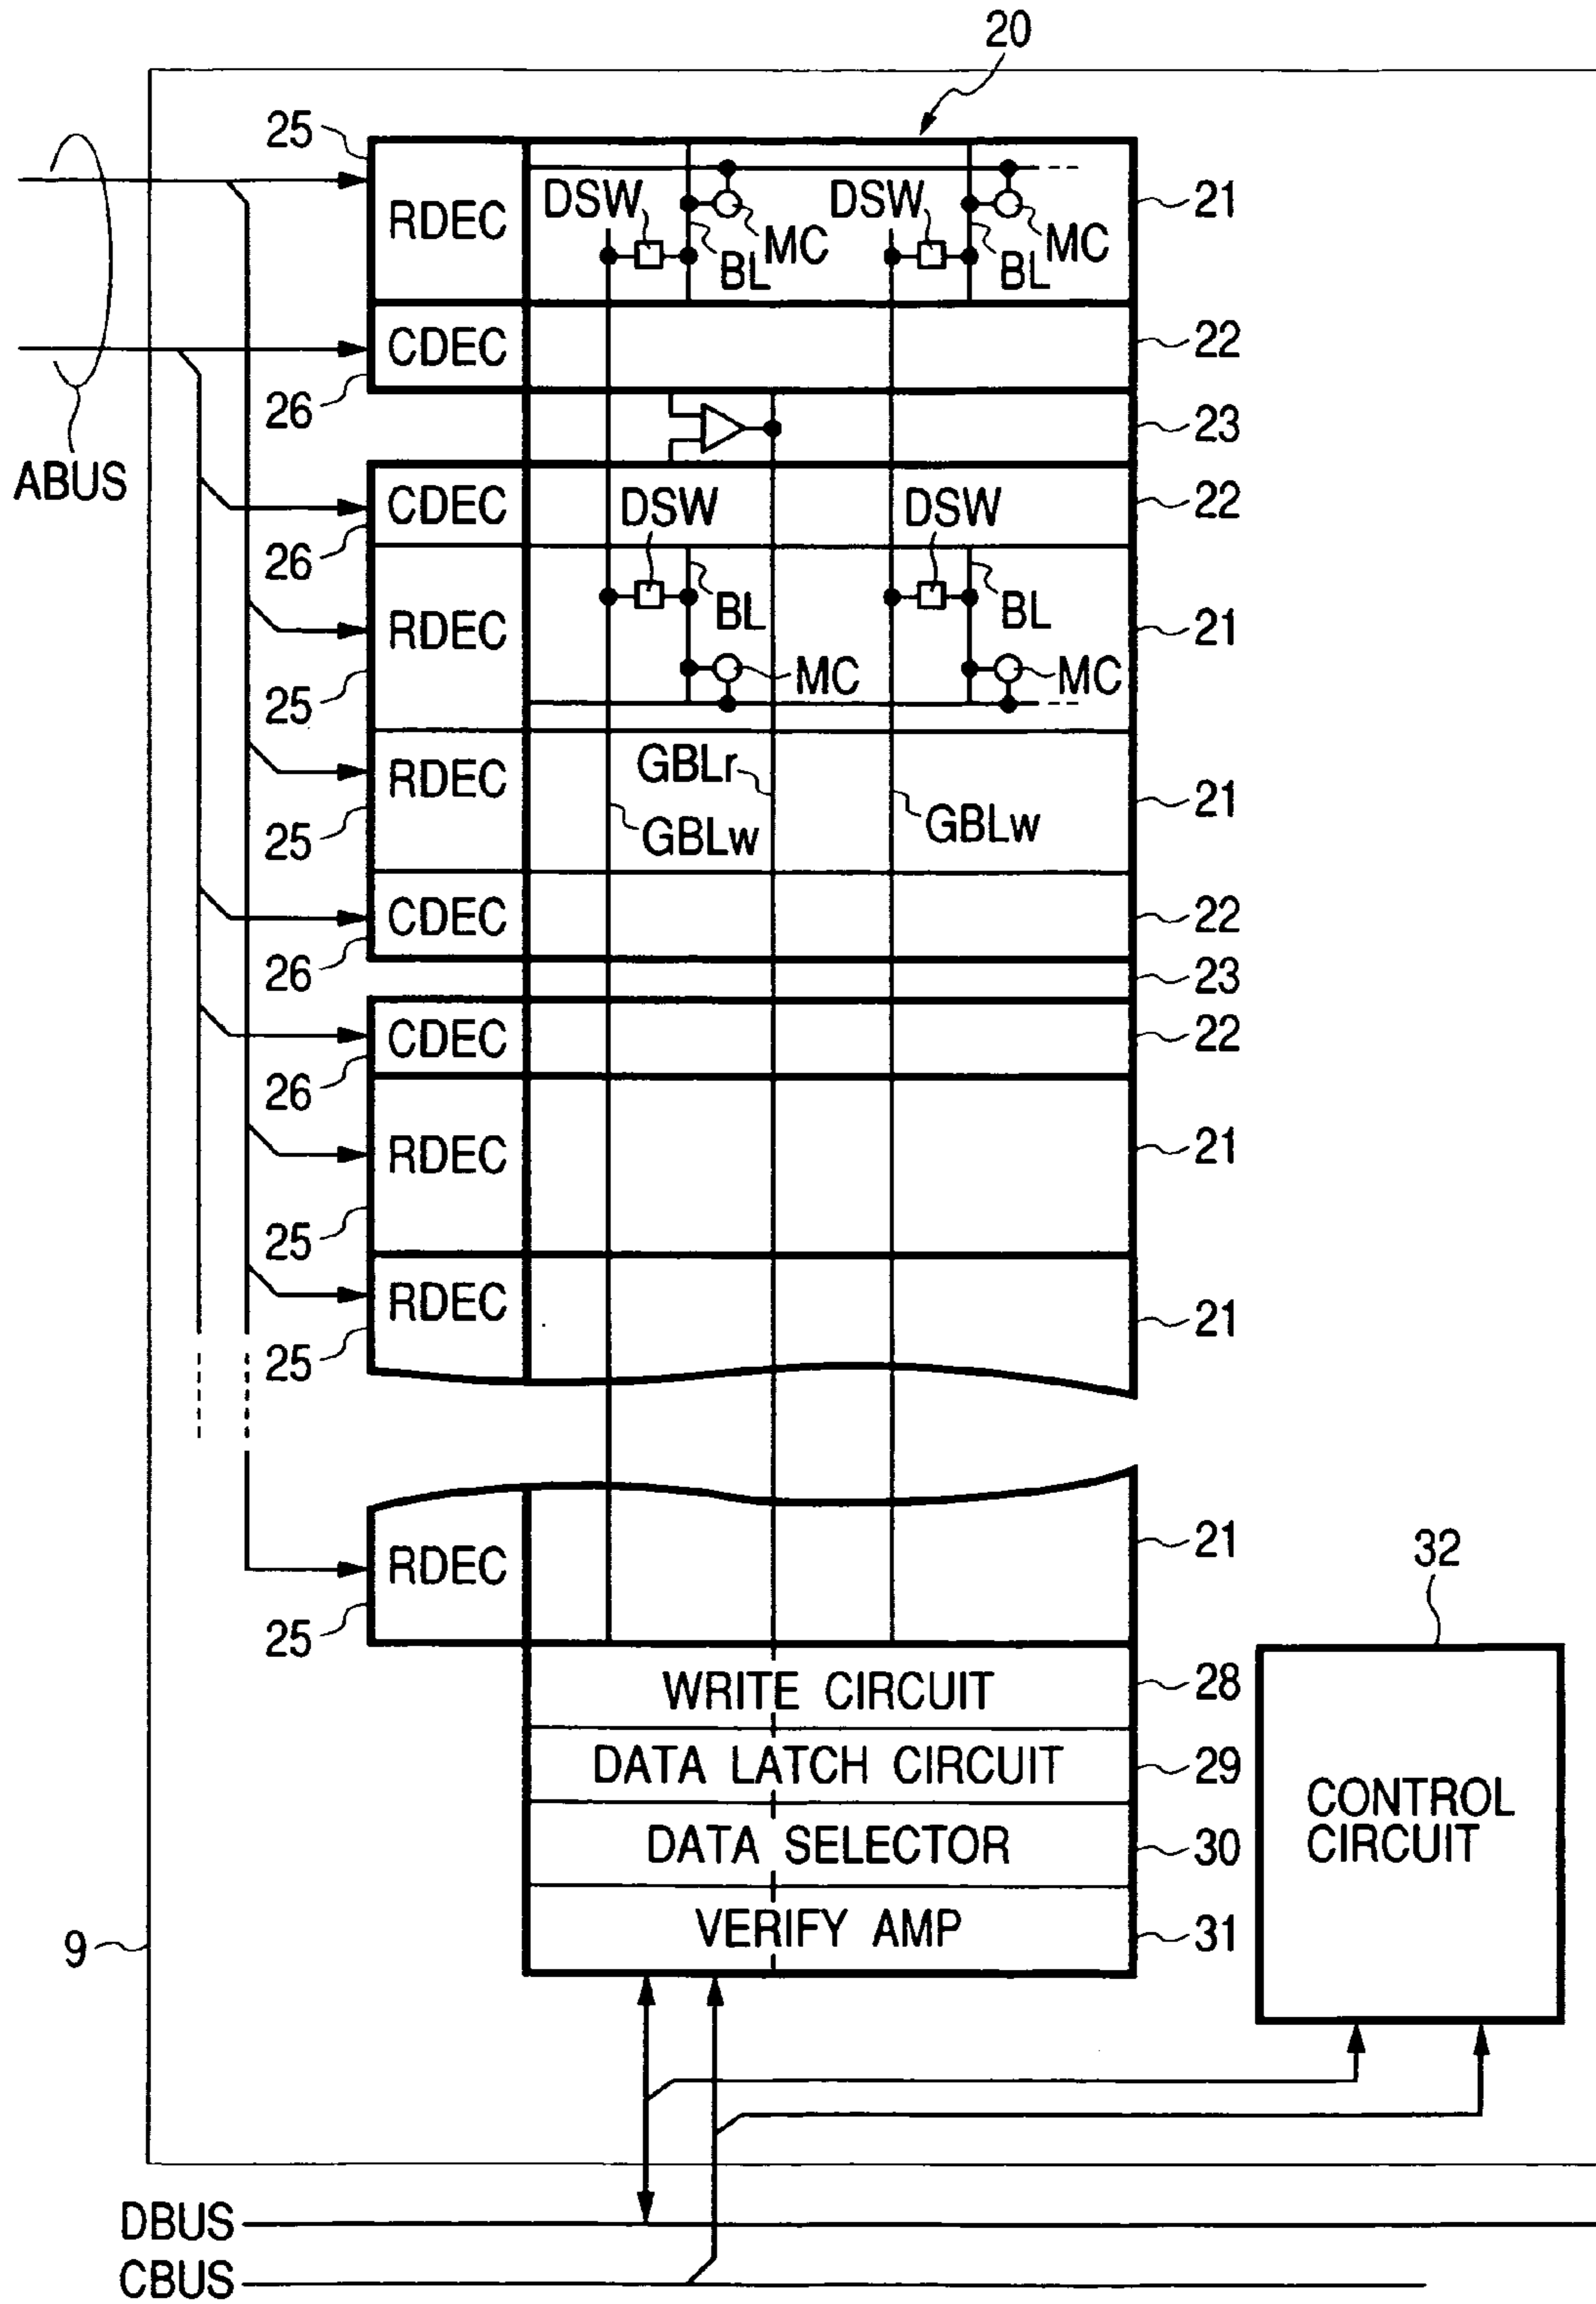 20
25
RDEC
DSW
DSW
21
MC
MC
BL
BL
CDEC
22
26
23
ABUS
CDEC
DSW
DSW
22
26
BL
BL
RDEC
21
MC
MC
25
RDEC
GBLr
21
GBLw
GBLw
25
CDEC
22
26
23
CDEC
22
26
RDEC
21
25
RDEC
21
25
RDEC
21
32
25
WRITE CIRCUIT
28
DATA LATCH CIRCUIT
29
CONTROL
CIRCUIT
DATA SELECTOR
30
VERIFY AMP
31
9
DBUS
CBUS